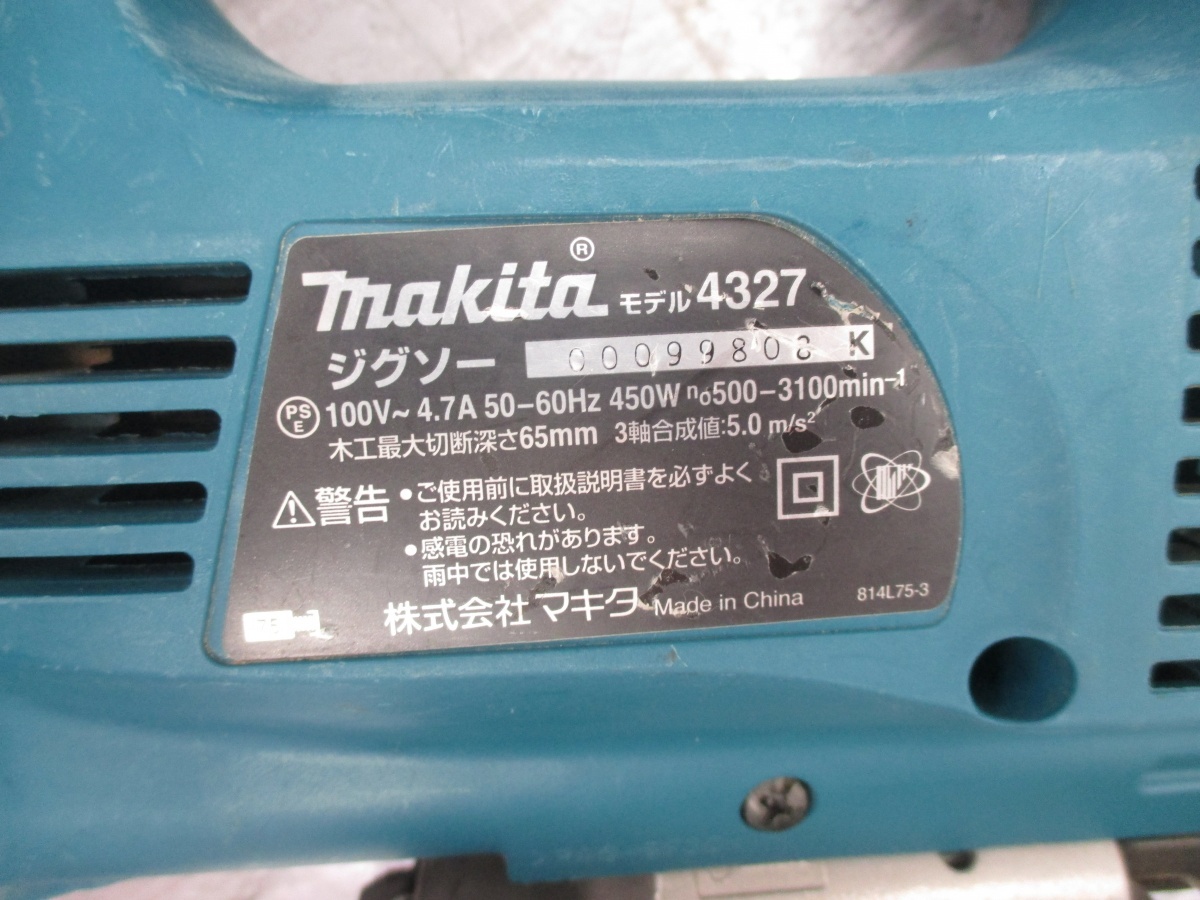 makita® モデル 4327
ジグソー 00099808 K
PSE 100V~ 4.7A 50-60Hz 450W n₀500-3100min⁻¹
木工最大切断深さ65mm 3軸合成値:5.0 m/s²
警告 •ご使用前に取扱説明書を必ずよく
お読みください。
•感電の恐れがあります。
雨中では使用しないでください。
株式会社 マキタ Made in China 814L75-3